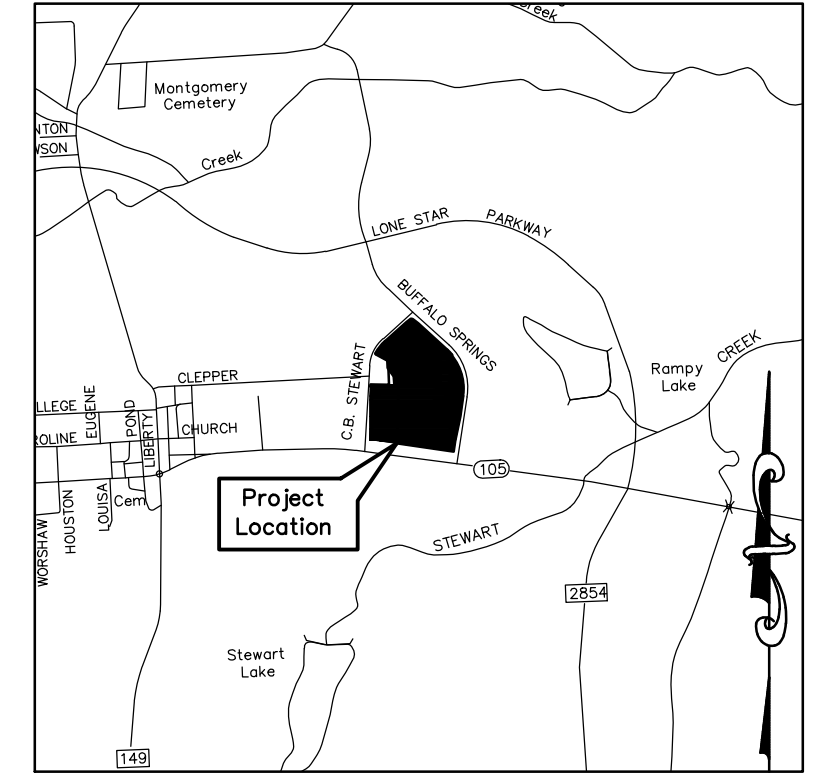 Creek
Montgomery
Cemetery
NTON
WSON
Creek
LONE STAR PARKWAY
BUFFALO SPRINGS
C.B. STEWART
CLEPPER
Rampy
Lake
CREEK
LLEGE
EUGENE
POND
LIBERTY
CHURCH
ROLINE
105
Project
Location
WORSHAW
HOUSTON
LOUISA
Cem
STEWART
2854
Stewart
Lake
149